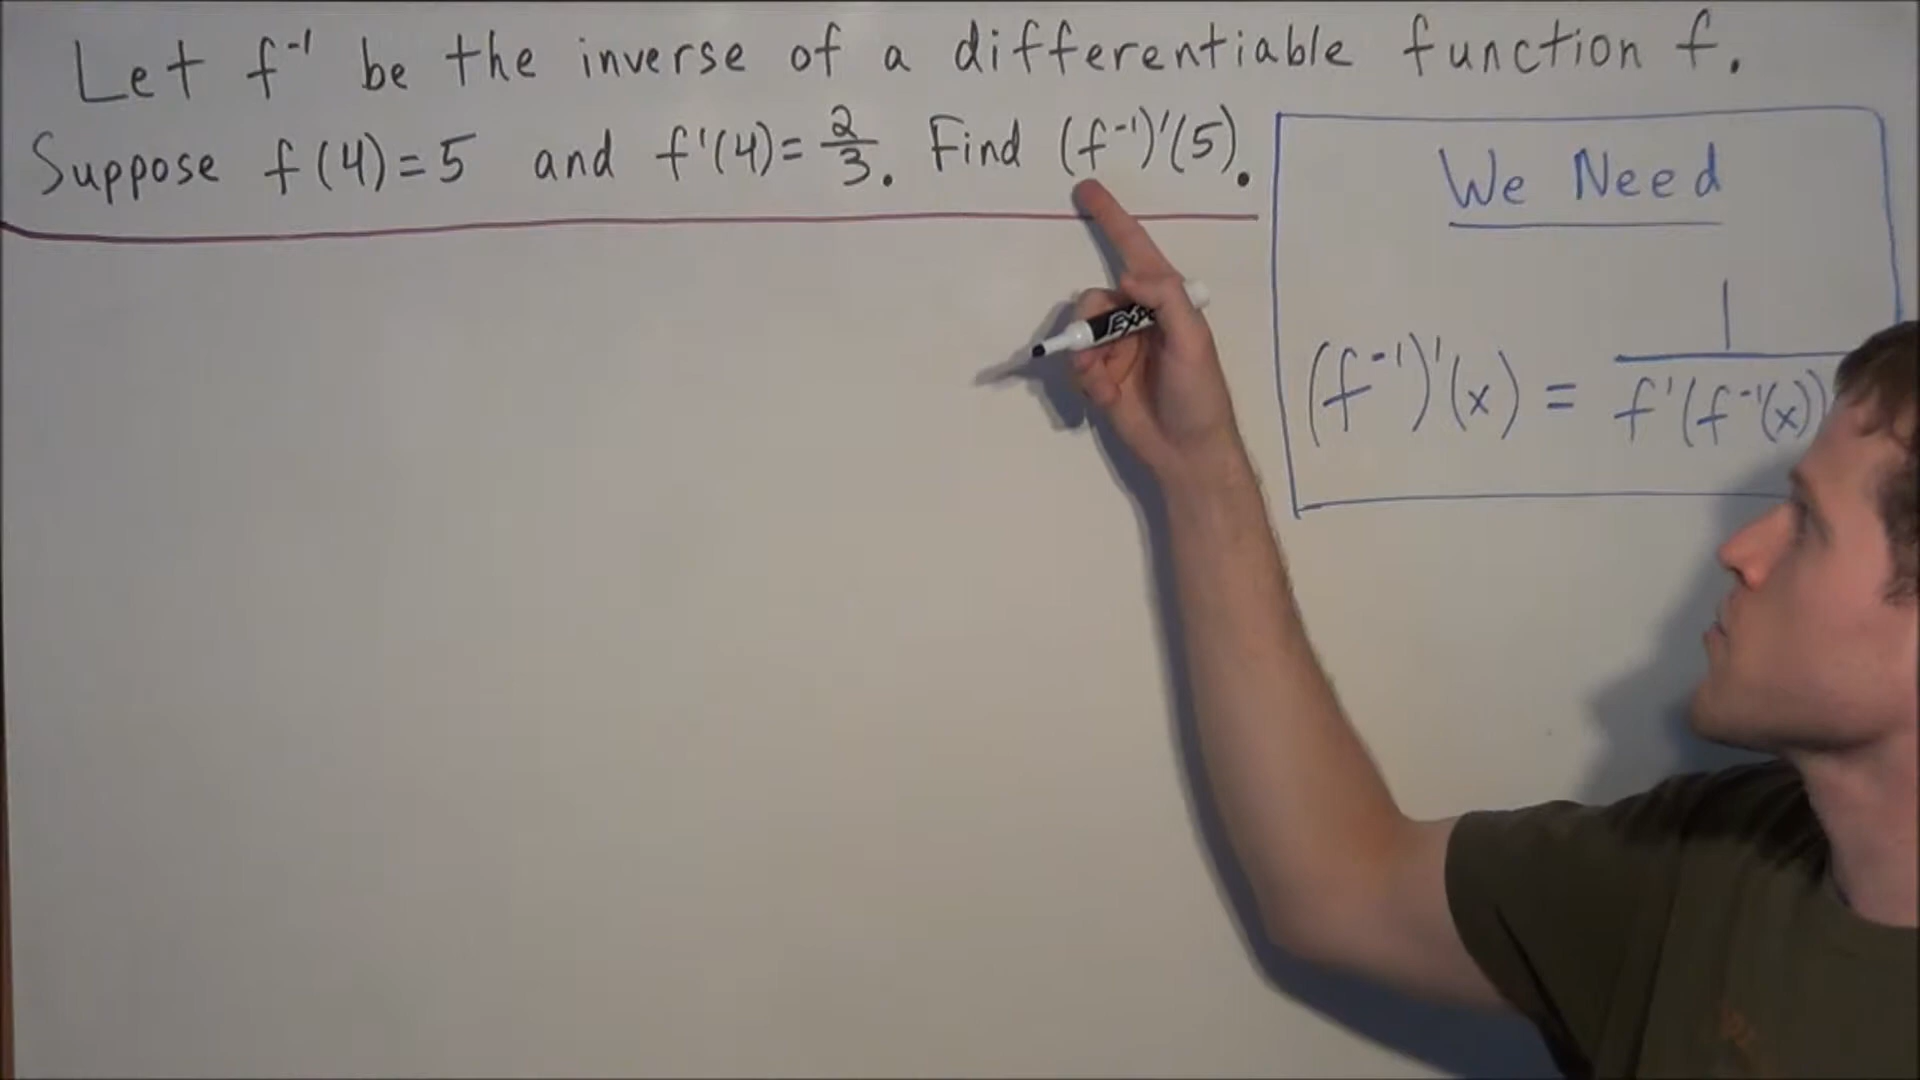 Let f⁻¹ be the inverse of a differentiable function f.
Suppose f(4)=5 and f'(4)=2/3. Find (f⁻¹)'(5).
We Need
(f⁻¹)'(x) = 1/f'(f⁻¹(x))
EXPO